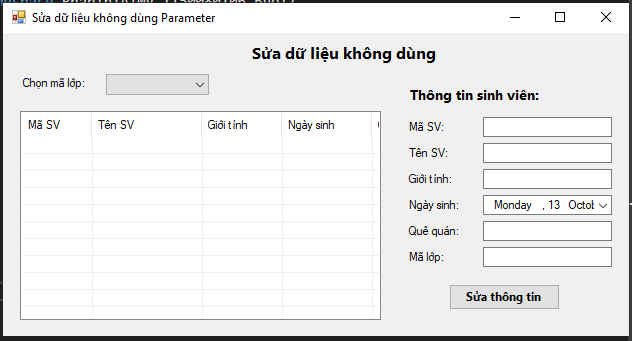 Sửa dữ liệu không dùng Parameter
Sửa dữ liệu không dùng
Chọn mã lớp:
Thông tin sinh viên:
Mã SV Tên SV Giới tính Ngày sinh
Mã SV:
Tên SV:
Giới tính:
Ngày sinh: Monday , 13 Octob
Quê quán:
Mã lớp:
Sửa thông tin